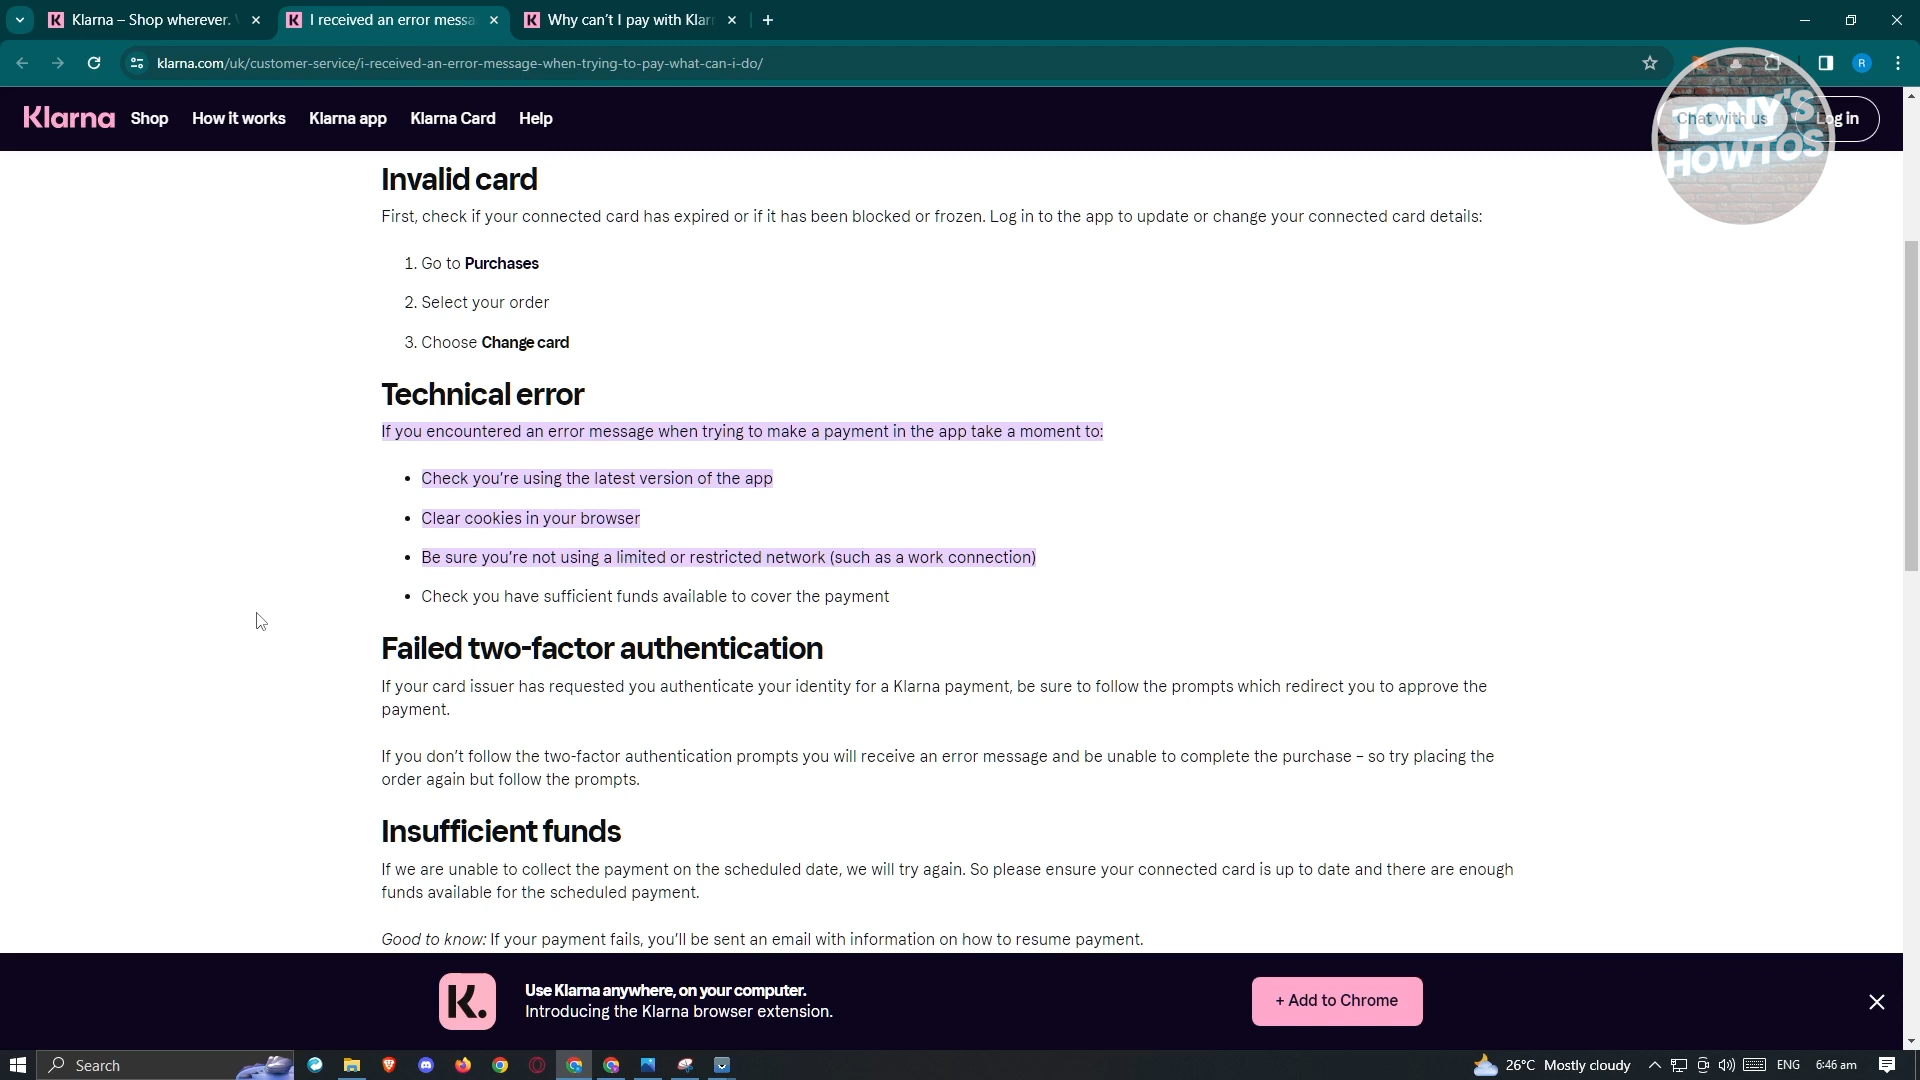 Klarna – Shop wherever.
I received an error messa
Why can't I pay with Klar
klarna.com/uk/customer-service/i-received-an-error-message-when-trying-to-pay-what-can-i-do/
R
Klarna Shop How it works Klarna app Klarna Card Help
Chat with us
Log in
TONY'S
HOWTOS
Invalid card
First, check if your connected card has expired or if it has been blocked or frozen. Log in to the app to update or change your connected card details:
1. Go to Purchases
2. Select your order
3. Choose Change card
Technical error
If you encountered an error message when trying to make a payment in the app take a moment to:
• Check you’re using the latest version of the app
• Clear cookies in your browser
• Be sure you’re not using a limited or restricted network (such as a work connection)
• Check you have sufficient funds available to cover the payment
Failed two-factor authentication
If your card issuer has requested you authenticate your identity for a Klarna payment, be sure to follow the prompts which redirect you to approve the
payment.
If you don’t follow the two-factor authentication prompts you will receive an error message and be unable to complete the purchase – so try placing the
order again but follow the prompts.
Insufficient funds
If we are unable to collect the payment on the scheduled date, we will try again. So please ensure your connected card is up to date and there are enough
funds available for the scheduled payment.
Good to know: If your payment fails, you’ll be sent an email with information on how to resume payment.
K.
Use Klarna anywhere, on your computer.
Introducing the Klarna browser extension.
+ Add to Chrome
Search
26°C Mostly cloudy
ENG
6:46 am